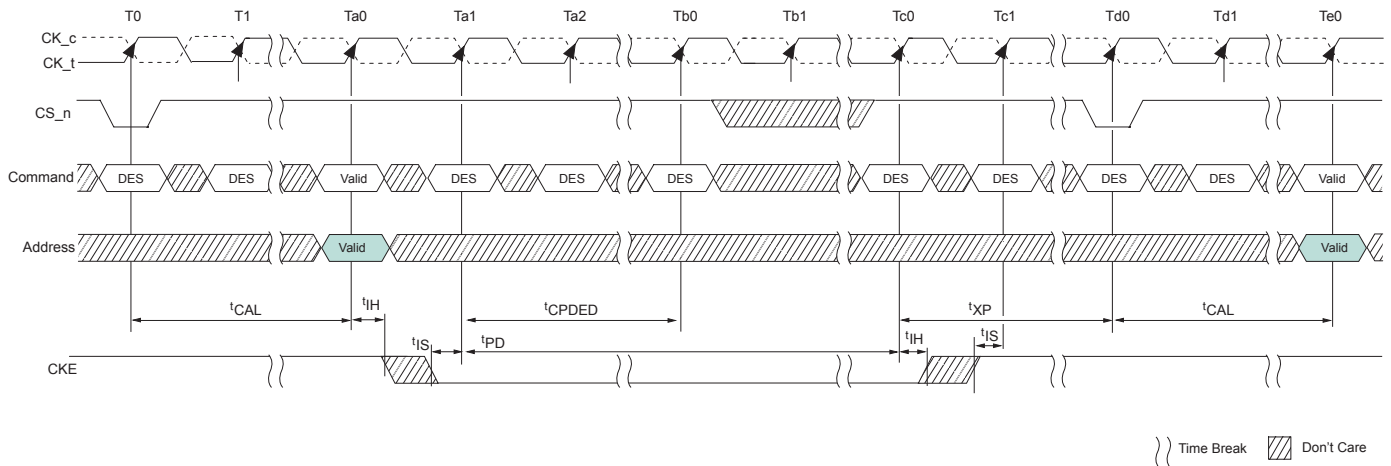 T0 T1 Ta0 Ta1 Ta2 Tb0 Tb1 Tc0 Tc1 Td0 Td1 Te0
CK_c
CK_t
CS_n
Command DES DES Valid DES DES DES DES DES DES DES Valid
Address Valid Valid
tCAL tIH tCPDED tXP tCAL
tIS tPD tIH tIS
CKE
Time Break Don't Care